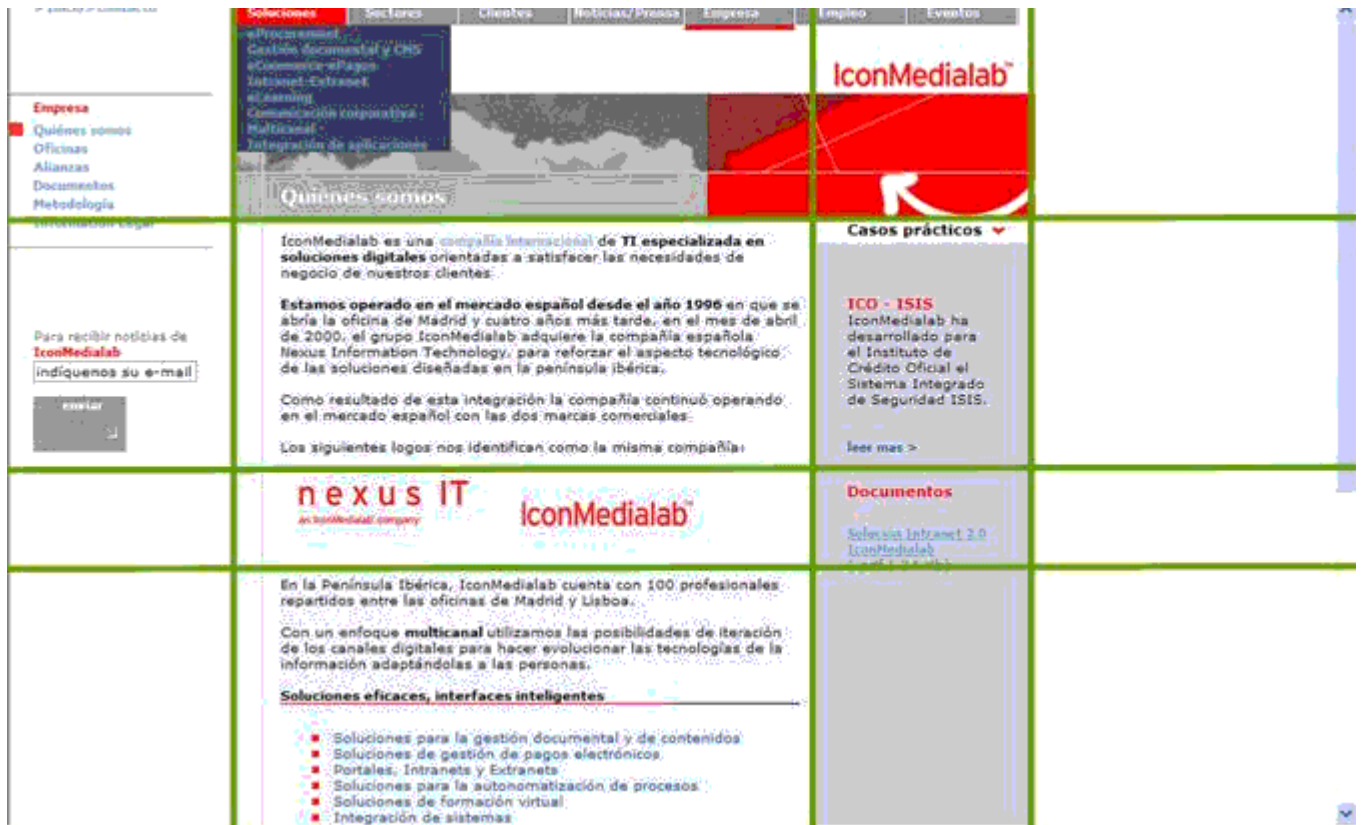 Soluciones Sectores Clientes Noticias/Prensa Empresa Empleo Eventos
eProcurement
Gestión documental y CMS
eCommerce-ePagos
Intranet-Extranet
eLearning
Comunicación corporativa
Multicanal
Integración de aplicaciones
IconMedialab™
Empresa
Quiénes somos
Oficinas
Alianzas
Documentos
Metodología
Información Legal
Quiénes somos
Para recibir noticias de
IconMedialab
indíquenos su e-mail
enviar
IconMedialab es una compañía internacional de TI especializada en
soluciones digitales orientadas a satisfacer las necesidades de
negocio de nuestros clientes
Estamos operado en el mercado español desde el año 1996 en que se
abría la oficina de Madrid y cuatro años más tarde, en el mes de abril
de 2000, el grupo IconMedialab adquiere la compañía española
Nexus Information Technology, para reforzar el aspecto tecnológico
de las soluciones diseñadas en la península ibérica.
Como resultado de esta integración la compañía continuó operando
en el mercado español con las dos marcas comerciales
Los siguientes logos nos identifican como la misma compañía:
nexus IT
an IconMedialab company
IconMedialab™
En la Península Ibérica, IconMedialab cuenta con 100 profesionales
repartidos entre las oficinas de Madrid y Lisboa.
Con un enfoque multicanal utilizamos las posibilidades de iteración
de los canales digitales para hacer evolucionar las tecnologías de la
información adaptándolas a las personas.
Soluciones eficaces, interfaces inteligentes
Soluciones para la gestión documental y de contenidos
Soluciones de gestión de pagos electrónicos
Portales, Intranets y Extranets
Soluciones para la autonomatización de procesos
Soluciones de formación virtual
Integración de sistemas
Casos prácticos
ICO - ISIS
IconMedialab ha
desarrollado para
el Instituto de
Crédito Oficial el
Sistema Integrado
de Seguridad ISIS.
leer mas >
Documentos
Intranet 2.0
IconMedialab